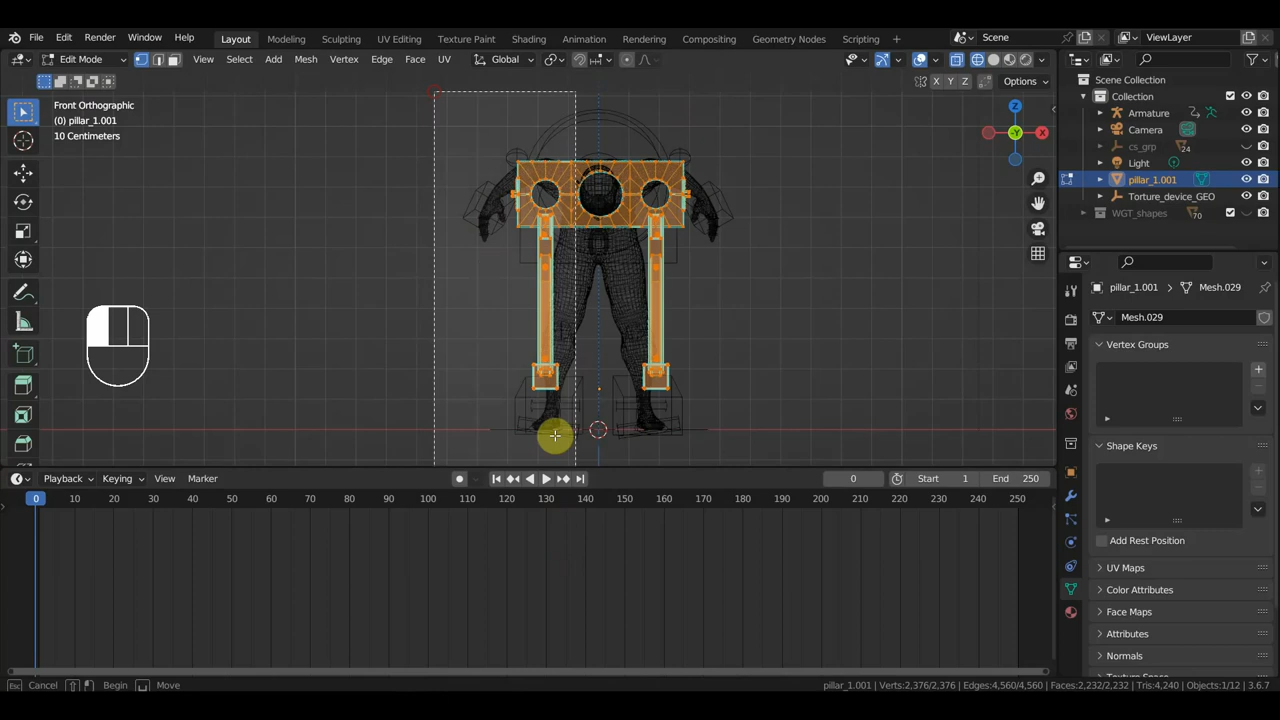 File Edit Render Window Help Layout Modeling Sculpting UV Editing Texture Paint Shading Animation Rendering Compositing Geometry Nodes Scripting Scene ViewLayer
Edit Mode View Select Add Mesh Vertex Edge Face UV Global
X Y Z Options
Front Orthographic
(0) pillar_1.001
10 Centimeters
Z
X
-Y
Scene Collection
Collection
Armature
Camera
cs_grp 24
Light
pillar_1.001
Torture_device_GEO
WGT_shapes 70
pillar_1.001 Mesh.029
Mesh.029
Vertex Groups
Shape Keys
Add Rest Position
UV Maps
Color Attributes
Face Maps
Attributes
Normals
Texture Space
Playback Keying View Marker 0 Start 1 End 250
0 10 20 30 40 50 60 70 80 90 100 110 120 130 140 150 160 170 180 190 200 210 220 230 240 250
Esc Cancel Begin Move pillar_1.001 | Verts:2,376/2,376 | Edges:4,560/4,560 | Faces:2,232/2,232 | Tris:4,240 | Objects:1/12 | 3.6.7